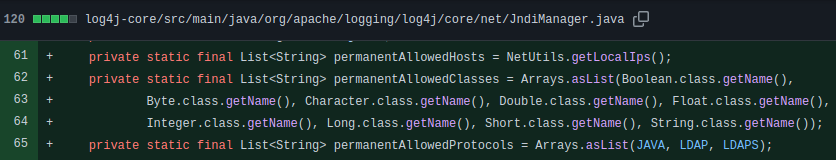 120 log4j-core/src/main/java/org/apache/logging/log4j/core/net/JndiManager.java
61 + private static final List<String> permanentAllowedHosts = NetUtils.getLocalIps();
62 + private static final List<String> permanentAllowedClasses = Arrays.asList(Boolean.class.getName(),
63 + Byte.class.getName(), Character.class.getName(), Double.class.getName(), Float.class.getName(),
64 + Integer.class.getName(), Long.class.getName(), Short.class.getName(), String.class.getName());
65 + private static final List<String> permanentAllowedProtocols = Arrays.asList(JAVA, LDAP, LDAPS);